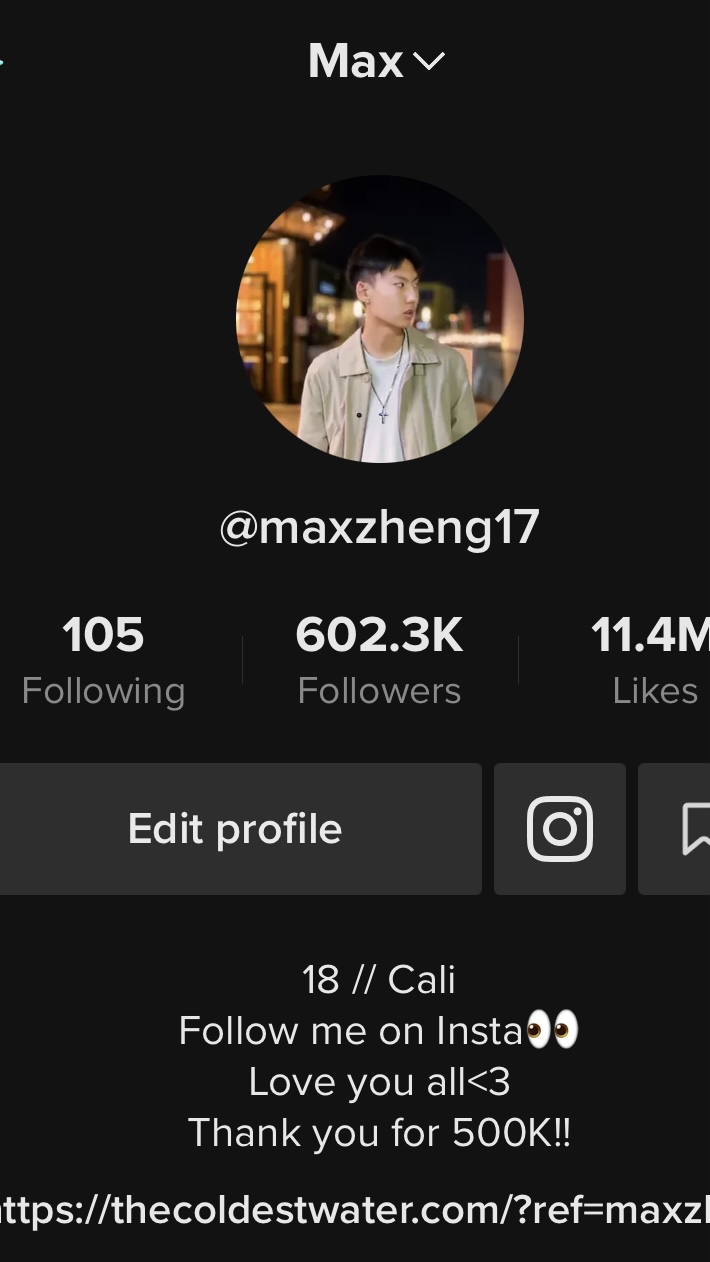 Max
@maxzheng17
105 602.3K 11.4M
Following Followers Likes
Edit profile
18 // Cali
Follow me on Insta👀
Love you all<3
Thank you for 500K!!
ttps://thecoldestwater.com/?ref=maxz